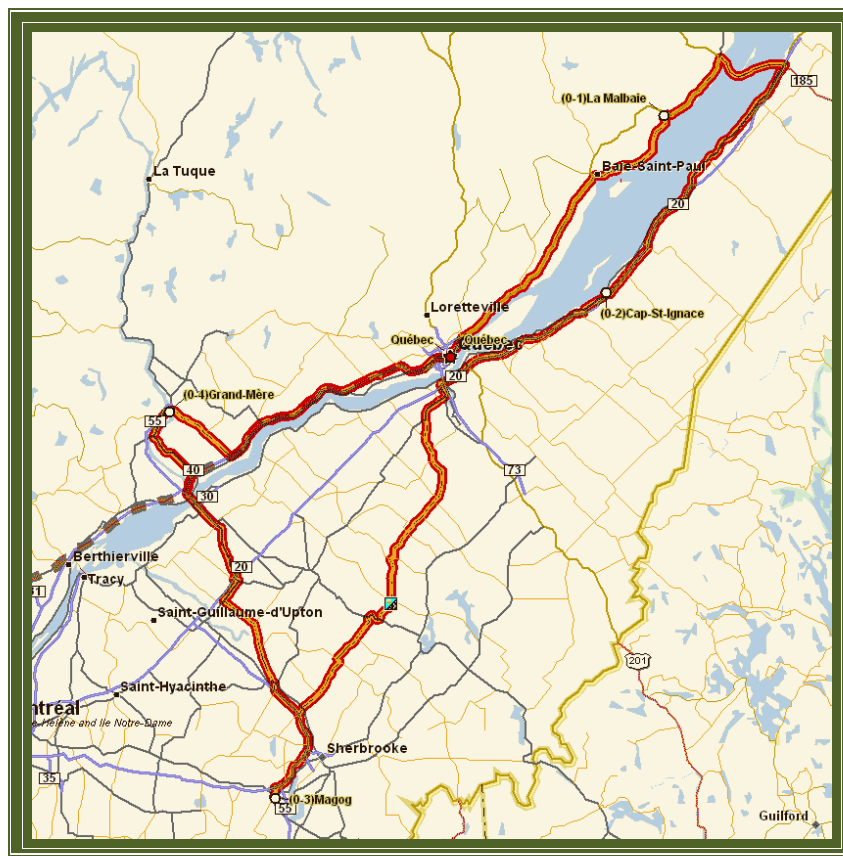 185
(0-1)La Malbaie
Baie-Saint-Paul
La Tuque
20
Loretteville
(0-2)Cap-St-Ignace
Québec
Québec
Québec
20
(0-4)Grand-Mère
55
40
73
30
Berthierville
20
Tracy
Saint-Guillaume-d'Upton
201
Saint-Hyacinthe
ntréal
e-Hélène and Ile Notre-Dame
Sherbrooke
35
(0-3)Magog
55
Guilford